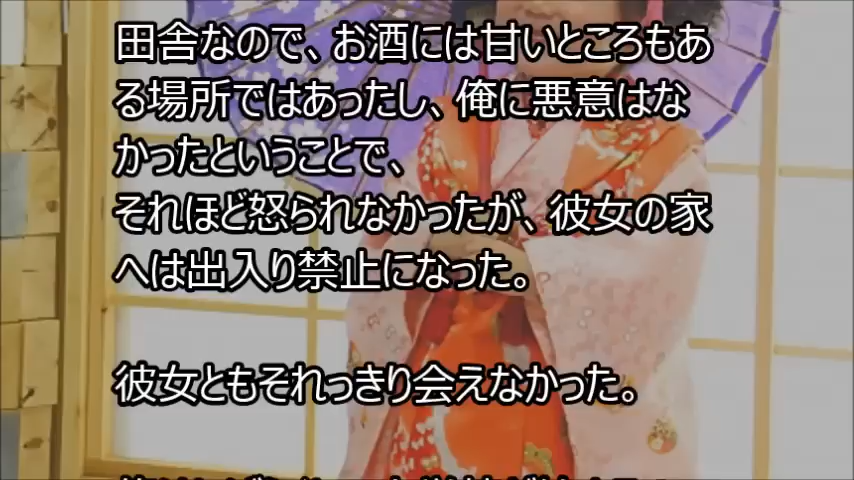 田舎なので、お酒には甘いところもあ
る場所ではあったし、俺に悪意はな
かったということで、
それほど怒られなかったが、彼女の家
へは出入り禁止になった。
彼女ともそれっきり会えなかった。